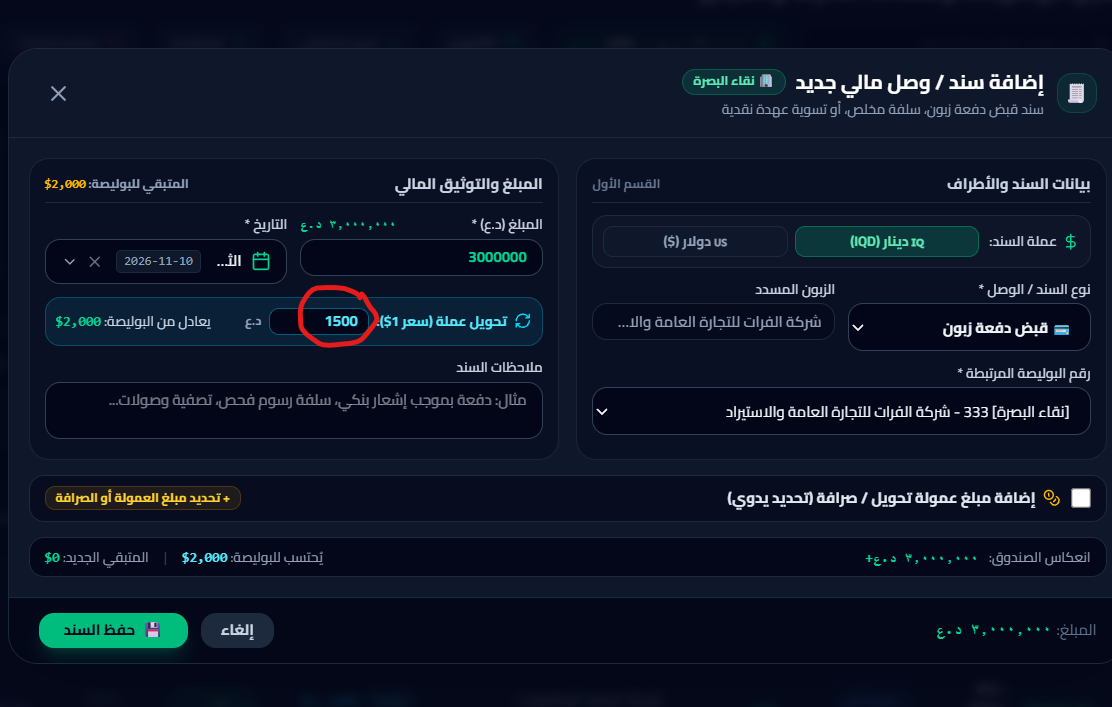 إضافة سند / وصل مالي جديد نقاء البصرة
سند قبض دفعة زبون، سلفة مخلص، أو تسوية عهدة نقدية
بيانات السند والأطراف القسم الأول
عملة السند: IQ دينار (IQD) US دولار ($)
نوع السند / الوصل * الزبون المسدد
قبض دفعة زبون شركة الفرات للتجارة العامة والا...
رقم البوليصة المرتبطة *
[نقاء البصرة] 333 - شركة الفرات للتجارة العامة والاستيراد
المبلغ والتوثيق المالي المتبقي للبوليصة: $2,000
المبلغ (د.ع) * ٣,٠٠٠,٠٠٠ د.ع التاريخ *
3000000 الثـ... 2026-11-10
تحويل عملة (سعر 1$): 1500 د.ع يعادل من البوليصة: $2,000
ملاحظات السند
مثال: دفعة بموجب إشعار بنكي، سلفة رسوم فحص، تصفية وصولات...
إضافة مبلغ عمولة تحويل / صرافة (تحديد يدوي) + تحديد مبلغ العمولة أو الصرافة
انعكاس الصندوق: ٣,٠٠٠,٠٠٠ د.ع+ يُحتسب للبوليصة: $2,000 | المتبقي الجديد: $0
المبلغ: ٣,٠٠٠,٠٠٠ د.ع إلغاء حفظ السند